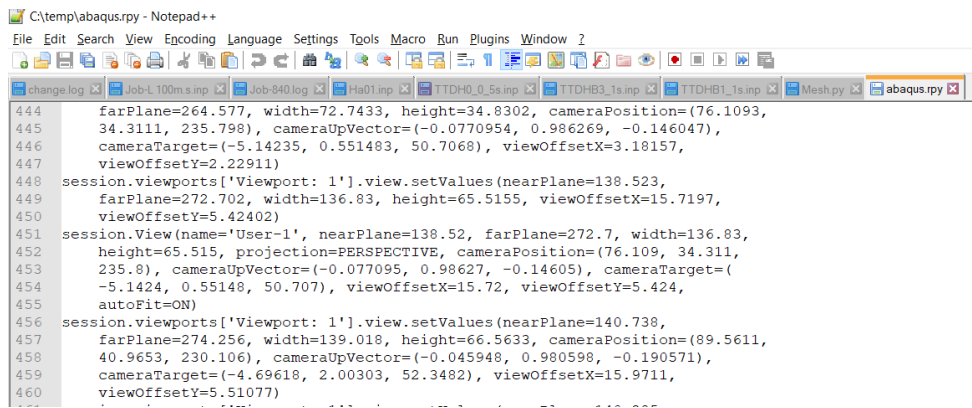 C:\temp\abaqus.rpy - Notepad++
File Edit Search View Encoding Language Settings Tools Macro Run Plugins Window ?
change.log Job-L 100m.s.inp Job-840.log Ha01.inp TTDH0_0_5s.inp TTDHB3_1s.inp TTDHB1_1s.inp Mesh.py abaqus.rpy
444 farPlane=264.577, width=72.7433, height=34.8302, cameraPosition=(76.1093,
445 34.3111, 235.798), cameraUpVector=(-0.0770954, 0.986269, -0.146047),
446 cameraTarget=(-5.14235, 0.551483, 50.7068), viewOffsetX=3.18157,
447 viewOffsetY=2.22911)
448 session.viewports['Viewport: 1'].view.setValues(nearPlane=138.523,
449 farPlane=272.702, width=136.83, height=65.5155, viewOffsetX=15.7197,
450 viewOffsetY=5.42402)
451 session.View(name='User-1', nearPlane=138.52, farPlane=272.7, width=136.83,
452 height=65.515, projection=PERSPECTIVE, cameraPosition=(76.109, 34.311,
453 235.8), cameraUpVector=(-0.077095, 0.98627, -0.14605), cameraTarget=(
454 -5.1424, 0.55148, 50.707), viewOffsetX=15.72, viewOffsetY=5.424,
455 autoFit=ON)
456 session.viewports['Viewport: 1'].view.setValues(nearPlane=140.738,
457 farPlane=274.256, width=139.018, height=66.5633, cameraPosition=(89.5611,
458 40.9653, 230.106), cameraUpVector=(-0.045948, 0.980598, -0.190571),
459 cameraTarget=(-4.69618, 2.00303, 52.3482), viewOffsetX=15.9711,
460 viewOffsetY=5.51077)